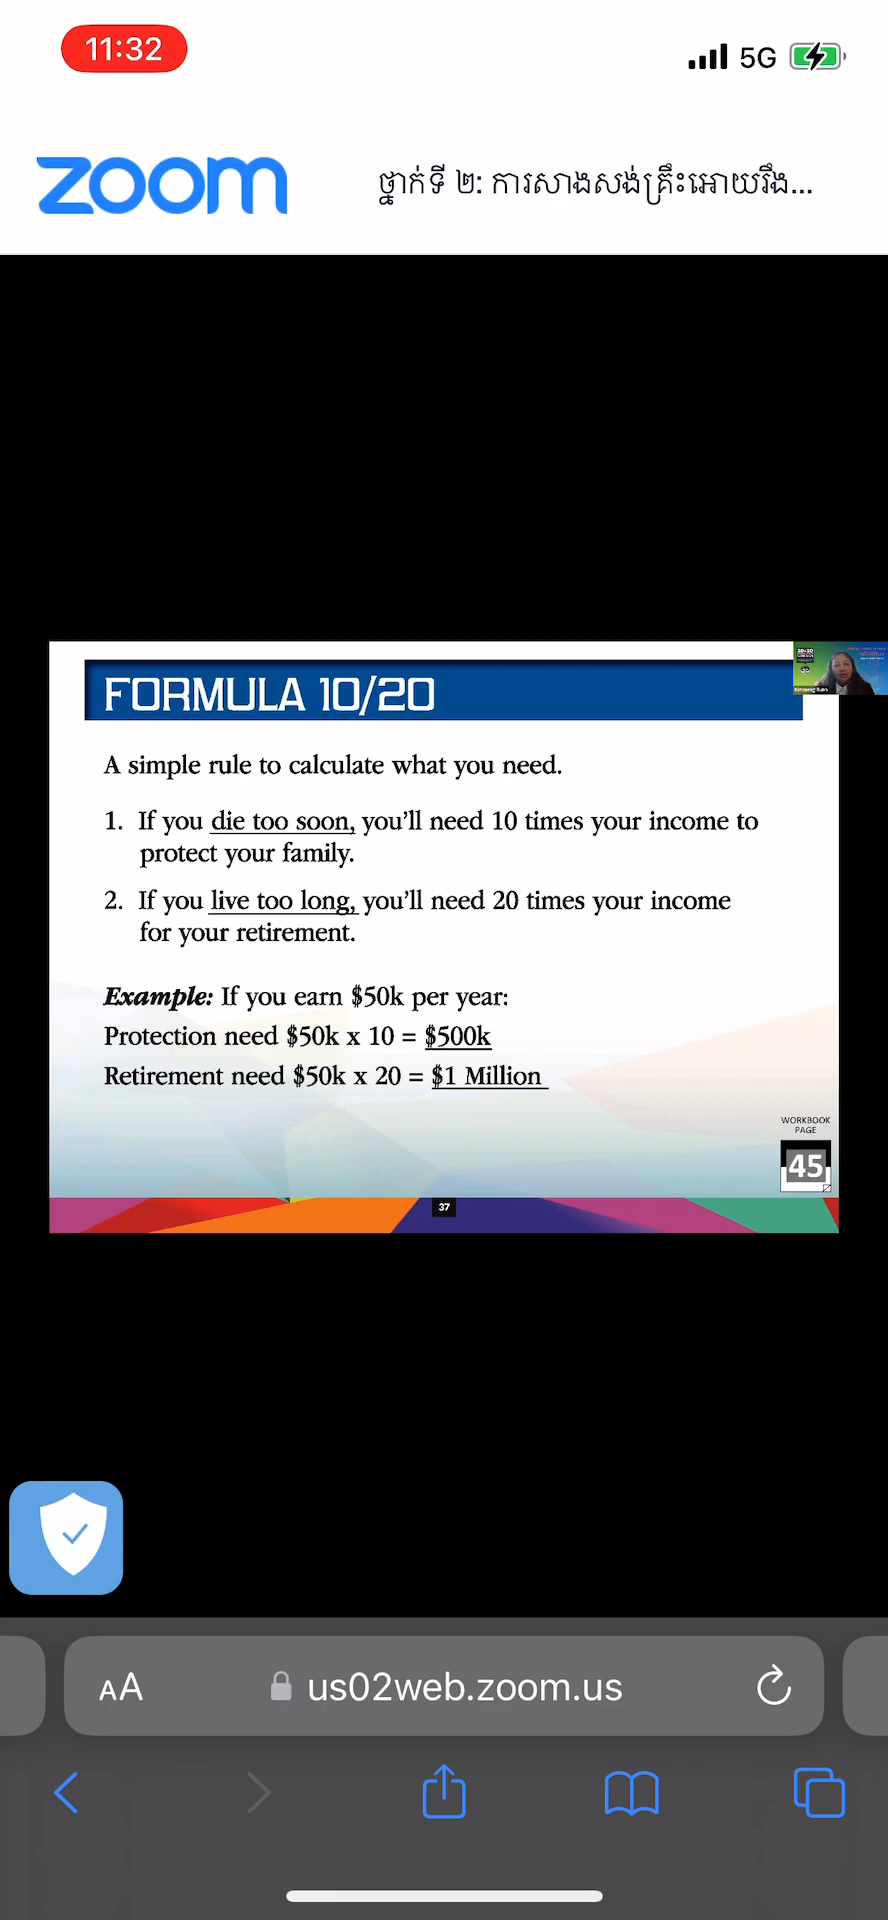 11:32
5G
zoom
ថ្នាក់ទី ២: ការសាងសង់គ្រឹះអោយរឹង...
FORMULA 10/20
A simple rule to calculate what you need.
1. If you die too soon, you’ll need 10 times your income to
protect your family.
2. If you live too long, you’ll need 20 times your income
for your retirement.
Example: If you earn $50k per year:
Protection need $50k x 10 = $500k
Retirement need $50k x 20 = $1 Million
WORKBOOK
PAGE
45
37
AA
us02web.zoom.us